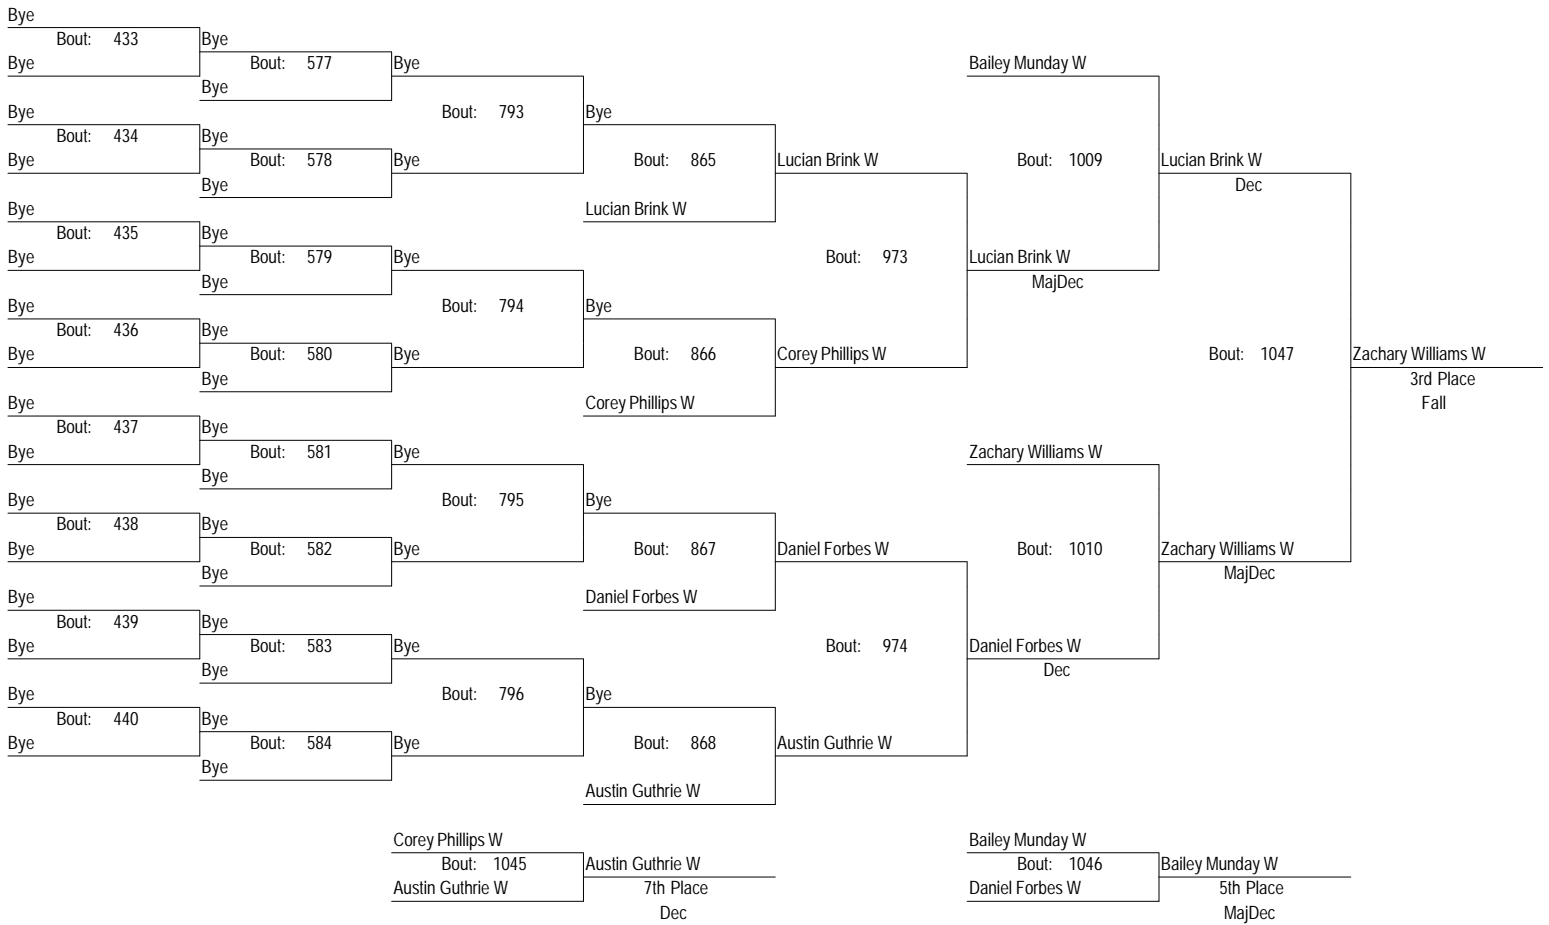 Bye
Bout: 433 Bye
Bye Bout: 577 Bye Bailey Munday W
Bye
Bye Bout: 793 Bye
Bout: 434 Bye
Bye Bout: 578 Bye Bout: 865 Lucian Brink W Bout: 1009 Lucian Brink W
Bye Dec
Bye Lucian Brink W
Bout: 435 Bye
Bye Bout: 579 Bye Bout: 973 Lucian Brink W
Bye MajDec
Bye Bout: 794 Bye
Bout: 436 Bye
Bye Bout: 580 Bye Bout: 866 Corey Phillips W Bout: 1047 Zachary Williams W
Bye 3rd Place
Bye Corey Phillips W Fall
Bout: 437 Bye
Bye Bout: 581 Bye Zachary Williams W
Bye
Bye Bout: 795 Bye
Bout: 438 Bye
Bye Bout: 582 Bye Bout: 867 Daniel Forbes W Bout: 1010 Zachary Williams W
Bye MajDec
Bye Daniel Forbes W
Bout: 439 Bye
Bye Bout: 583 Bye Bout: 974 Daniel Forbes W
Bye Dec
Bye Bout: 796 Bye
Bout: 440 Bye
Bye Bout: 584 Bye Bout: 868 Austin Guthrie W
Bye
Austin Guthrie W
Corey Phillips W Bailey Munday W
Bout: 1045 Austin Guthrie W Bout: 1046 Bailey Munday W
Austin Guthrie W 7th Place Daniel Forbes W 5th Place
Dec MajDec